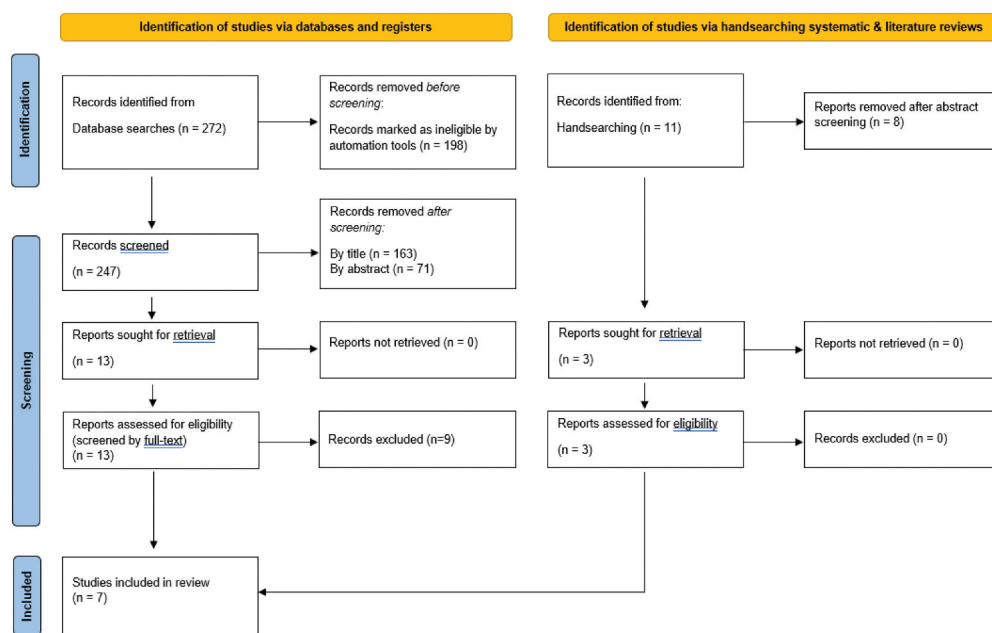 Identification of studies via databases and registers
Identification of studies via handsearching systematic & literature reviews
Identification
Records identified from
Database searches (n = 272)
Records removed before
screening:
Records marked as ineligible by
automation tools (n = 198)
Records identified from:
Handsearching (n = 11)
Reports removed after abstract
screening (n = 8)
Screening
Records screened
(n = 247)
Records removed after
screening:
By title (n = 163)
By abstract (n = 71)
Reports sought for retrieval
(n = 13)
Reports not retrieved (n = 0)
Reports sought for retrieval
(n = 3)
Reports not retrieved (n = 0)
Reports assessed for eligibility
(screened by full-text)
(n = 13)
Records excluded (n=9)
Reports assessed for eligibility
(n = 3)
Records excluded (n = 0)
Included
Studies included in review
(n = 7)